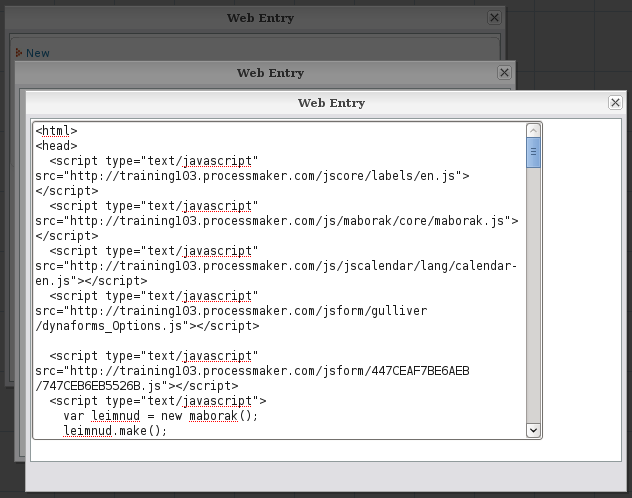 Web Entry
New
Web Entry
Web Entry
<html>
<head>
  <script type="text/javascript"
src="http://training103.processmaker.com/jscore/labels/en.js">
</script>
  <script type="text/javascript"
src="http://training103.processmaker.com/js/maborak/core/maborak.js">
</script>
  <script type="text/javascript"
src="http://training103.processmaker.com/js/jscalendar/lang/calendar-
en.js"></script>
  <script type="text/javascript"
src="http://training103.processmaker.com/jsform/gulliver
/dynaforms_Options.js"></script>

  <script type="text/javascript"
src="http://training103.processmaker.com/jsform/447CEAF7BE6AEB
/747CEB6EB5526B.js"></script>
  <script type="text/javascript">
    var leimnud = new maborak();
    leimnud.make();